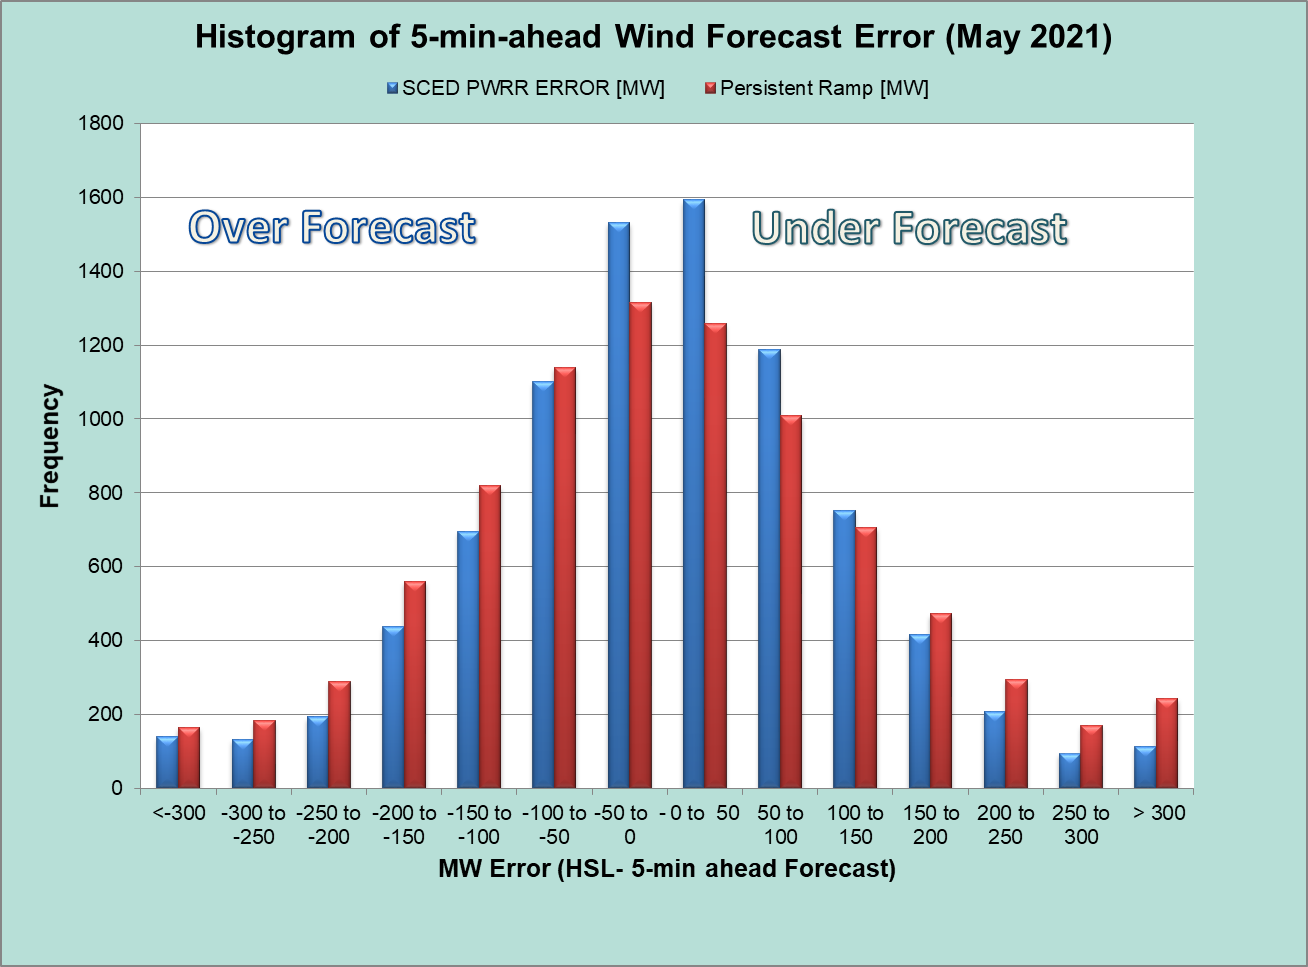 Histogram of 5-min-ahead Wind Forecast Error (May 2021)
SCED PWRR ERROR [MW] Persistent Ramp [MW]
1800
1600
1400
1200
1000
800
600
400
200
0
Over Forecast
Under Forecast
Frequency
<-300 -300 to -250 to -200 to -150 to -100 to -50 to - 0 to 50 50 to 100 to 150 to 200 to 250 to > 300
-250 -200 -150 -100 -50 0 100 150 200 250 300
MW Error (HSL- 5-min ahead Forecast)